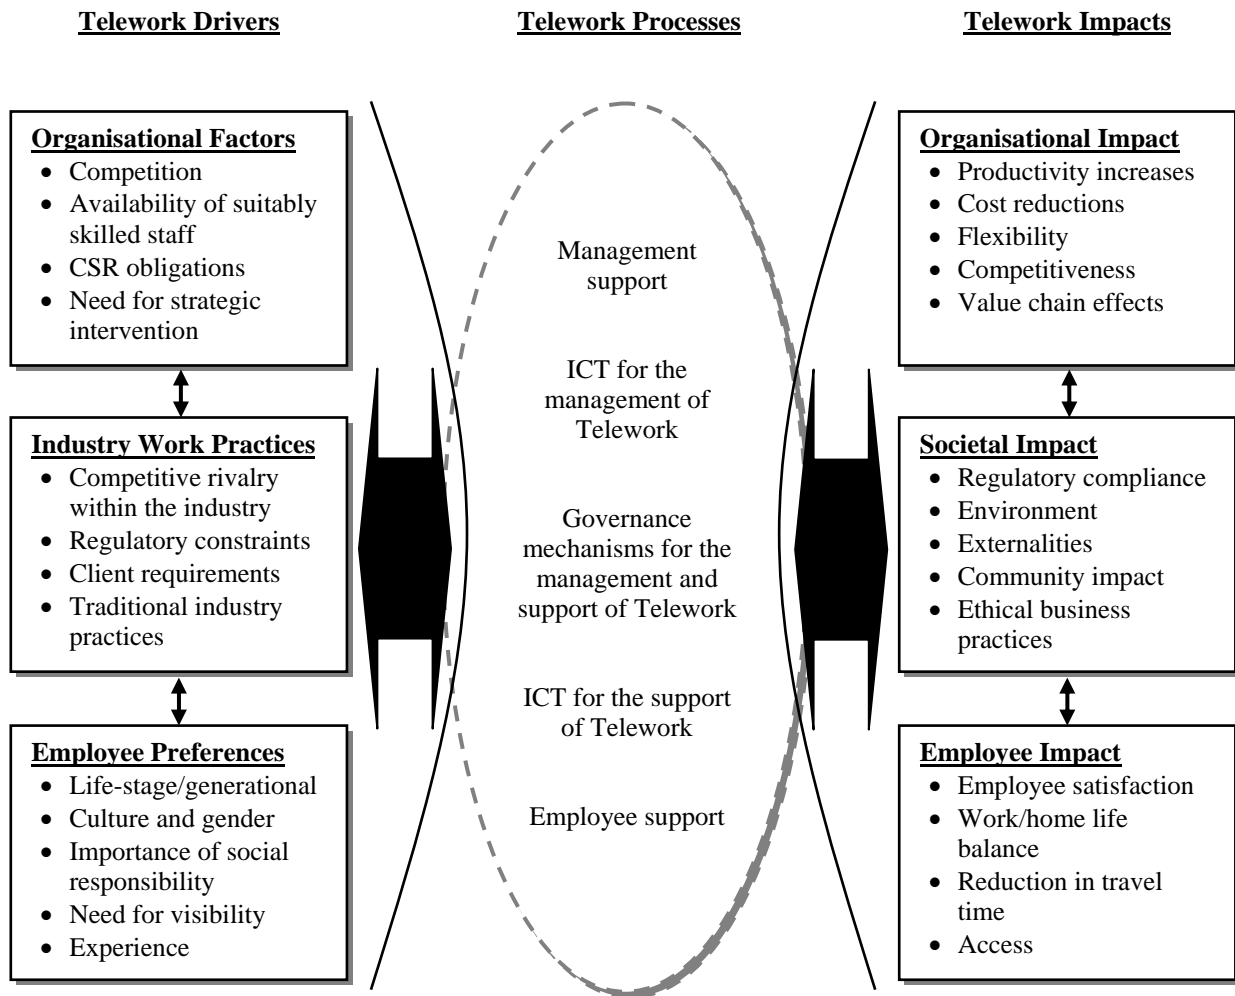 Telework Drivers
Telework Processes
Telework Impacts
Organisational Factors
• Competition
• Availability of suitably
skilled staff
• CSR obligations
• Need for strategic
intervention
Industry Work Practices
• Competitive rivalry
within the industry
• Regulatory constraints
• Client requirements
• Traditional industry
practices
Employee Preferences
• Life-stage/generational
• Culture and gender
• Importance of social
responsibility
• Need for visibility
• Experience
Management
support
ICT for the
management of
Telework
Governance
mechanisms for the
management and
support of Telework
ICT for the support
of Telework
Employee support
Organisational Impact
• Productivity increases
• Cost reductions
• Flexibility
• Competitiveness
• Value chain effects
Societal Impact
• Regulatory compliance
• Environment
• Externalities
• Community impact
• Ethical business
practices
Employee Impact
• Employee satisfaction
• Work/home life
balance
• Reduction in travel
time
• Access